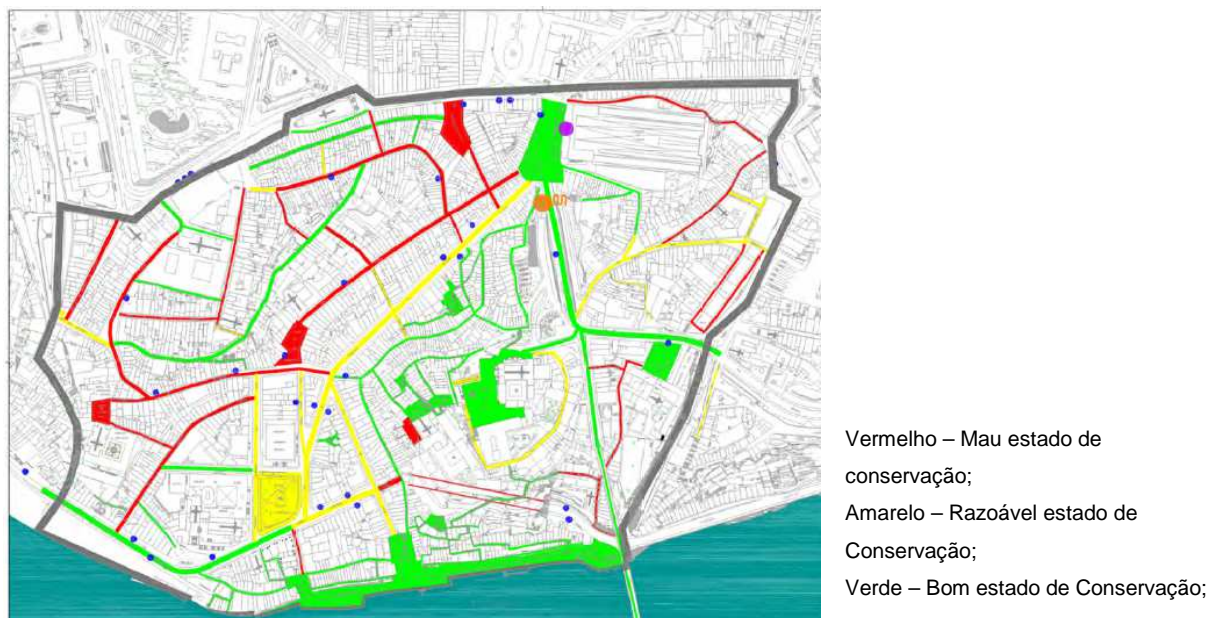 Vermelho – Mau estado de
conservação;
Amarelo – Razoável estado de
Conservação;
Verde – Bom estado de Conservação;